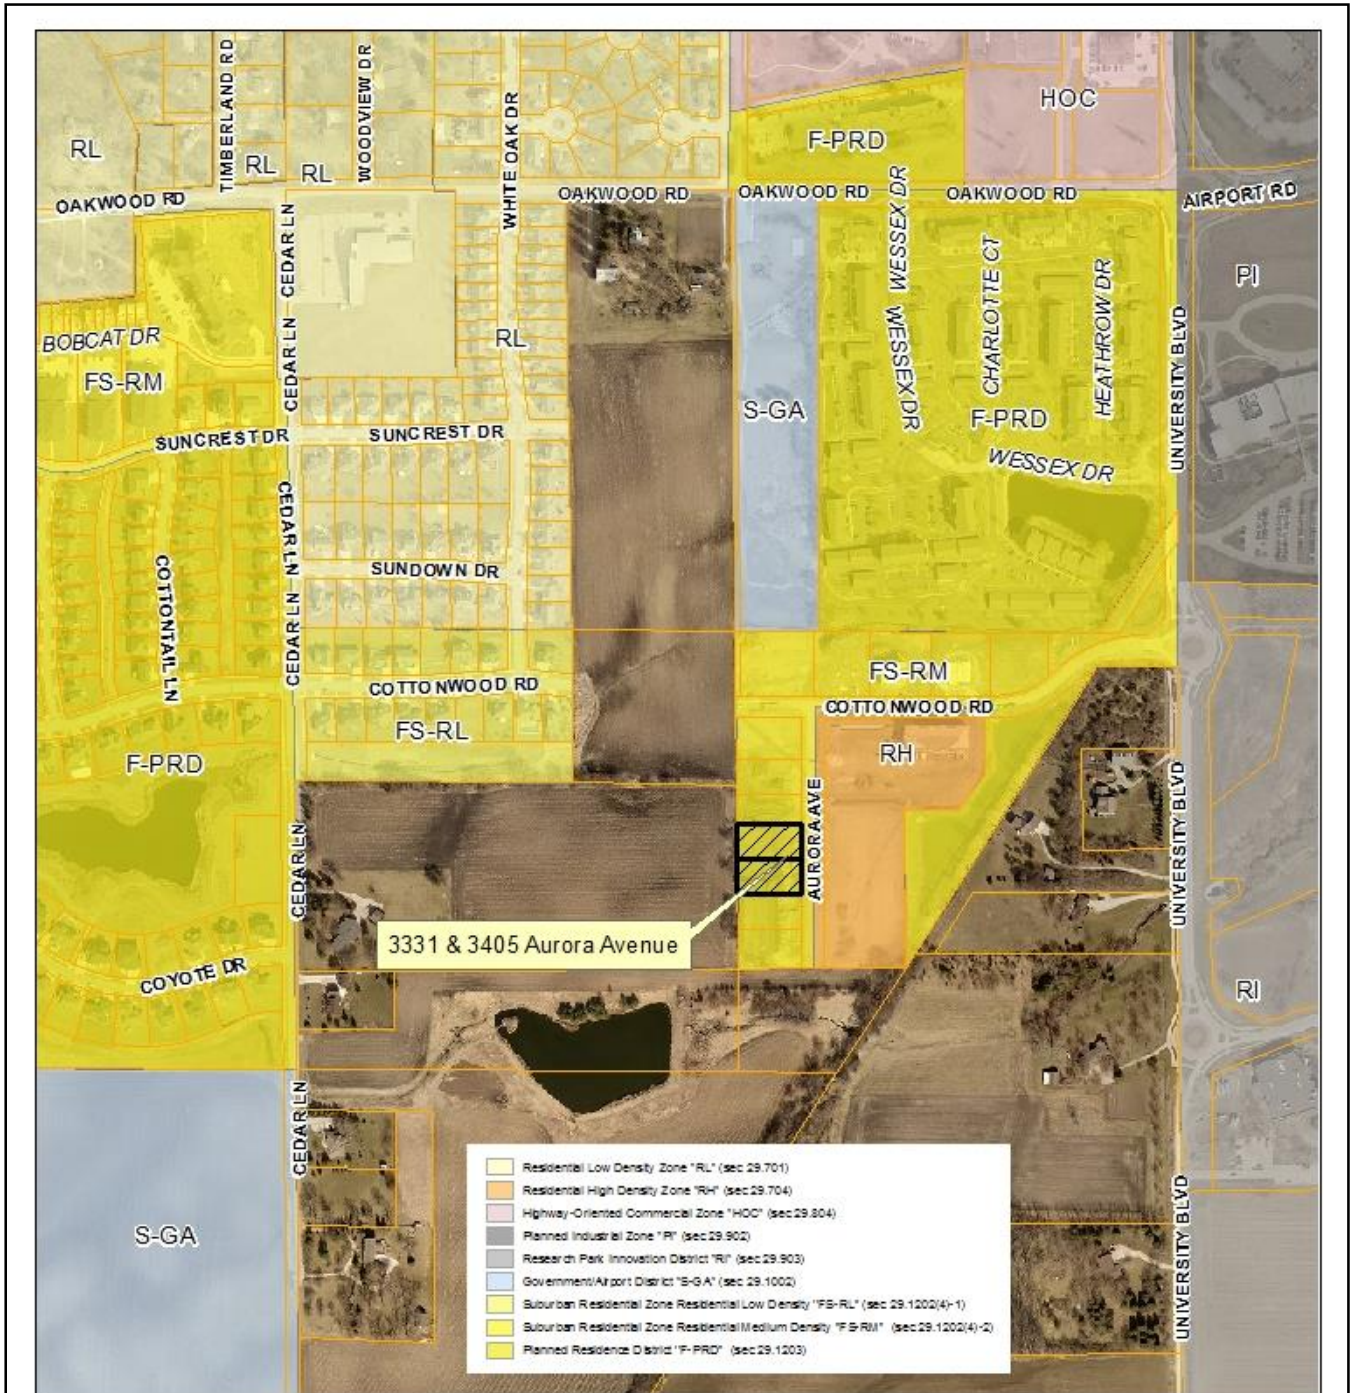 TIMBERLAND RD
WOODVIEW DR
WHITE OAK DR
HOC
RL
RL
RL
F-PRD
OAKWOOD RD
OAKWOOD RD
OAKWOOD RD
OAKWOOD RD
AIRPORT RD
CEDAR LN
WESSEX DR
WESSEX DR
CHARLOTTE CT
HEATHROW DR
UNIVERSITY BLVD
PI
BOBCAT DR
RL
FS-RM
CEDAR LN
S-GA
F-PRD
SUNCREST DR
SUNCREST DR
WESSEX DR
CEDAR LN
COTTONTAIL LN
SUNDOWN DR
CEDAR LN
COTTONWOOD RD
FS-RM
COTTONWOOD RD
FS-RL
F-PRD
RH
AURORA AVE
UNIVERSITY BLVD
CEDAR LN
3331 & 3405 Aurora Avenue
COYOTE DR
RI
CEDAR LN
S-GA
UNIVERSITY BLVD
Residential Low Density Zone "RL" (sec 29.701)
Residential High Density Zone "RH" (sec 29.704)
Highway-Oriented Commercial Zone "HOC" (sec 29.804)
Planned Industrial Zone "PI" (sec 29.902)
Research Park Innovation District "RI" (sec 29.903)
Government/Airport District "S-GA" (sec 29.1002)
Suburban Residential Zone Residential Low Density "FS-RL" (sec 29.1202(4)-1)
Suburban Residential Zone Residential Medium Density "FS-RM" (sec 29.1202(4)-2)
Planned Residence District "F-PRD" (sec 29.1203)